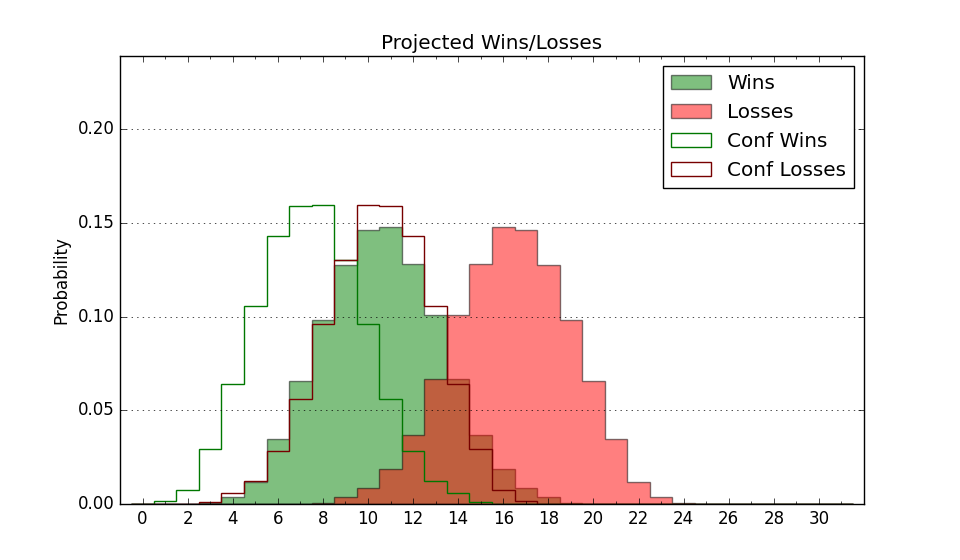 Projected Wins/Losses
Wins
Losses
Conf Wins
Conf Losses
Probability
0.20
0.15
0.10
0.05
0.00
0 2 4 6 8 10 12 14 16 18 20 22 24 26 28 30